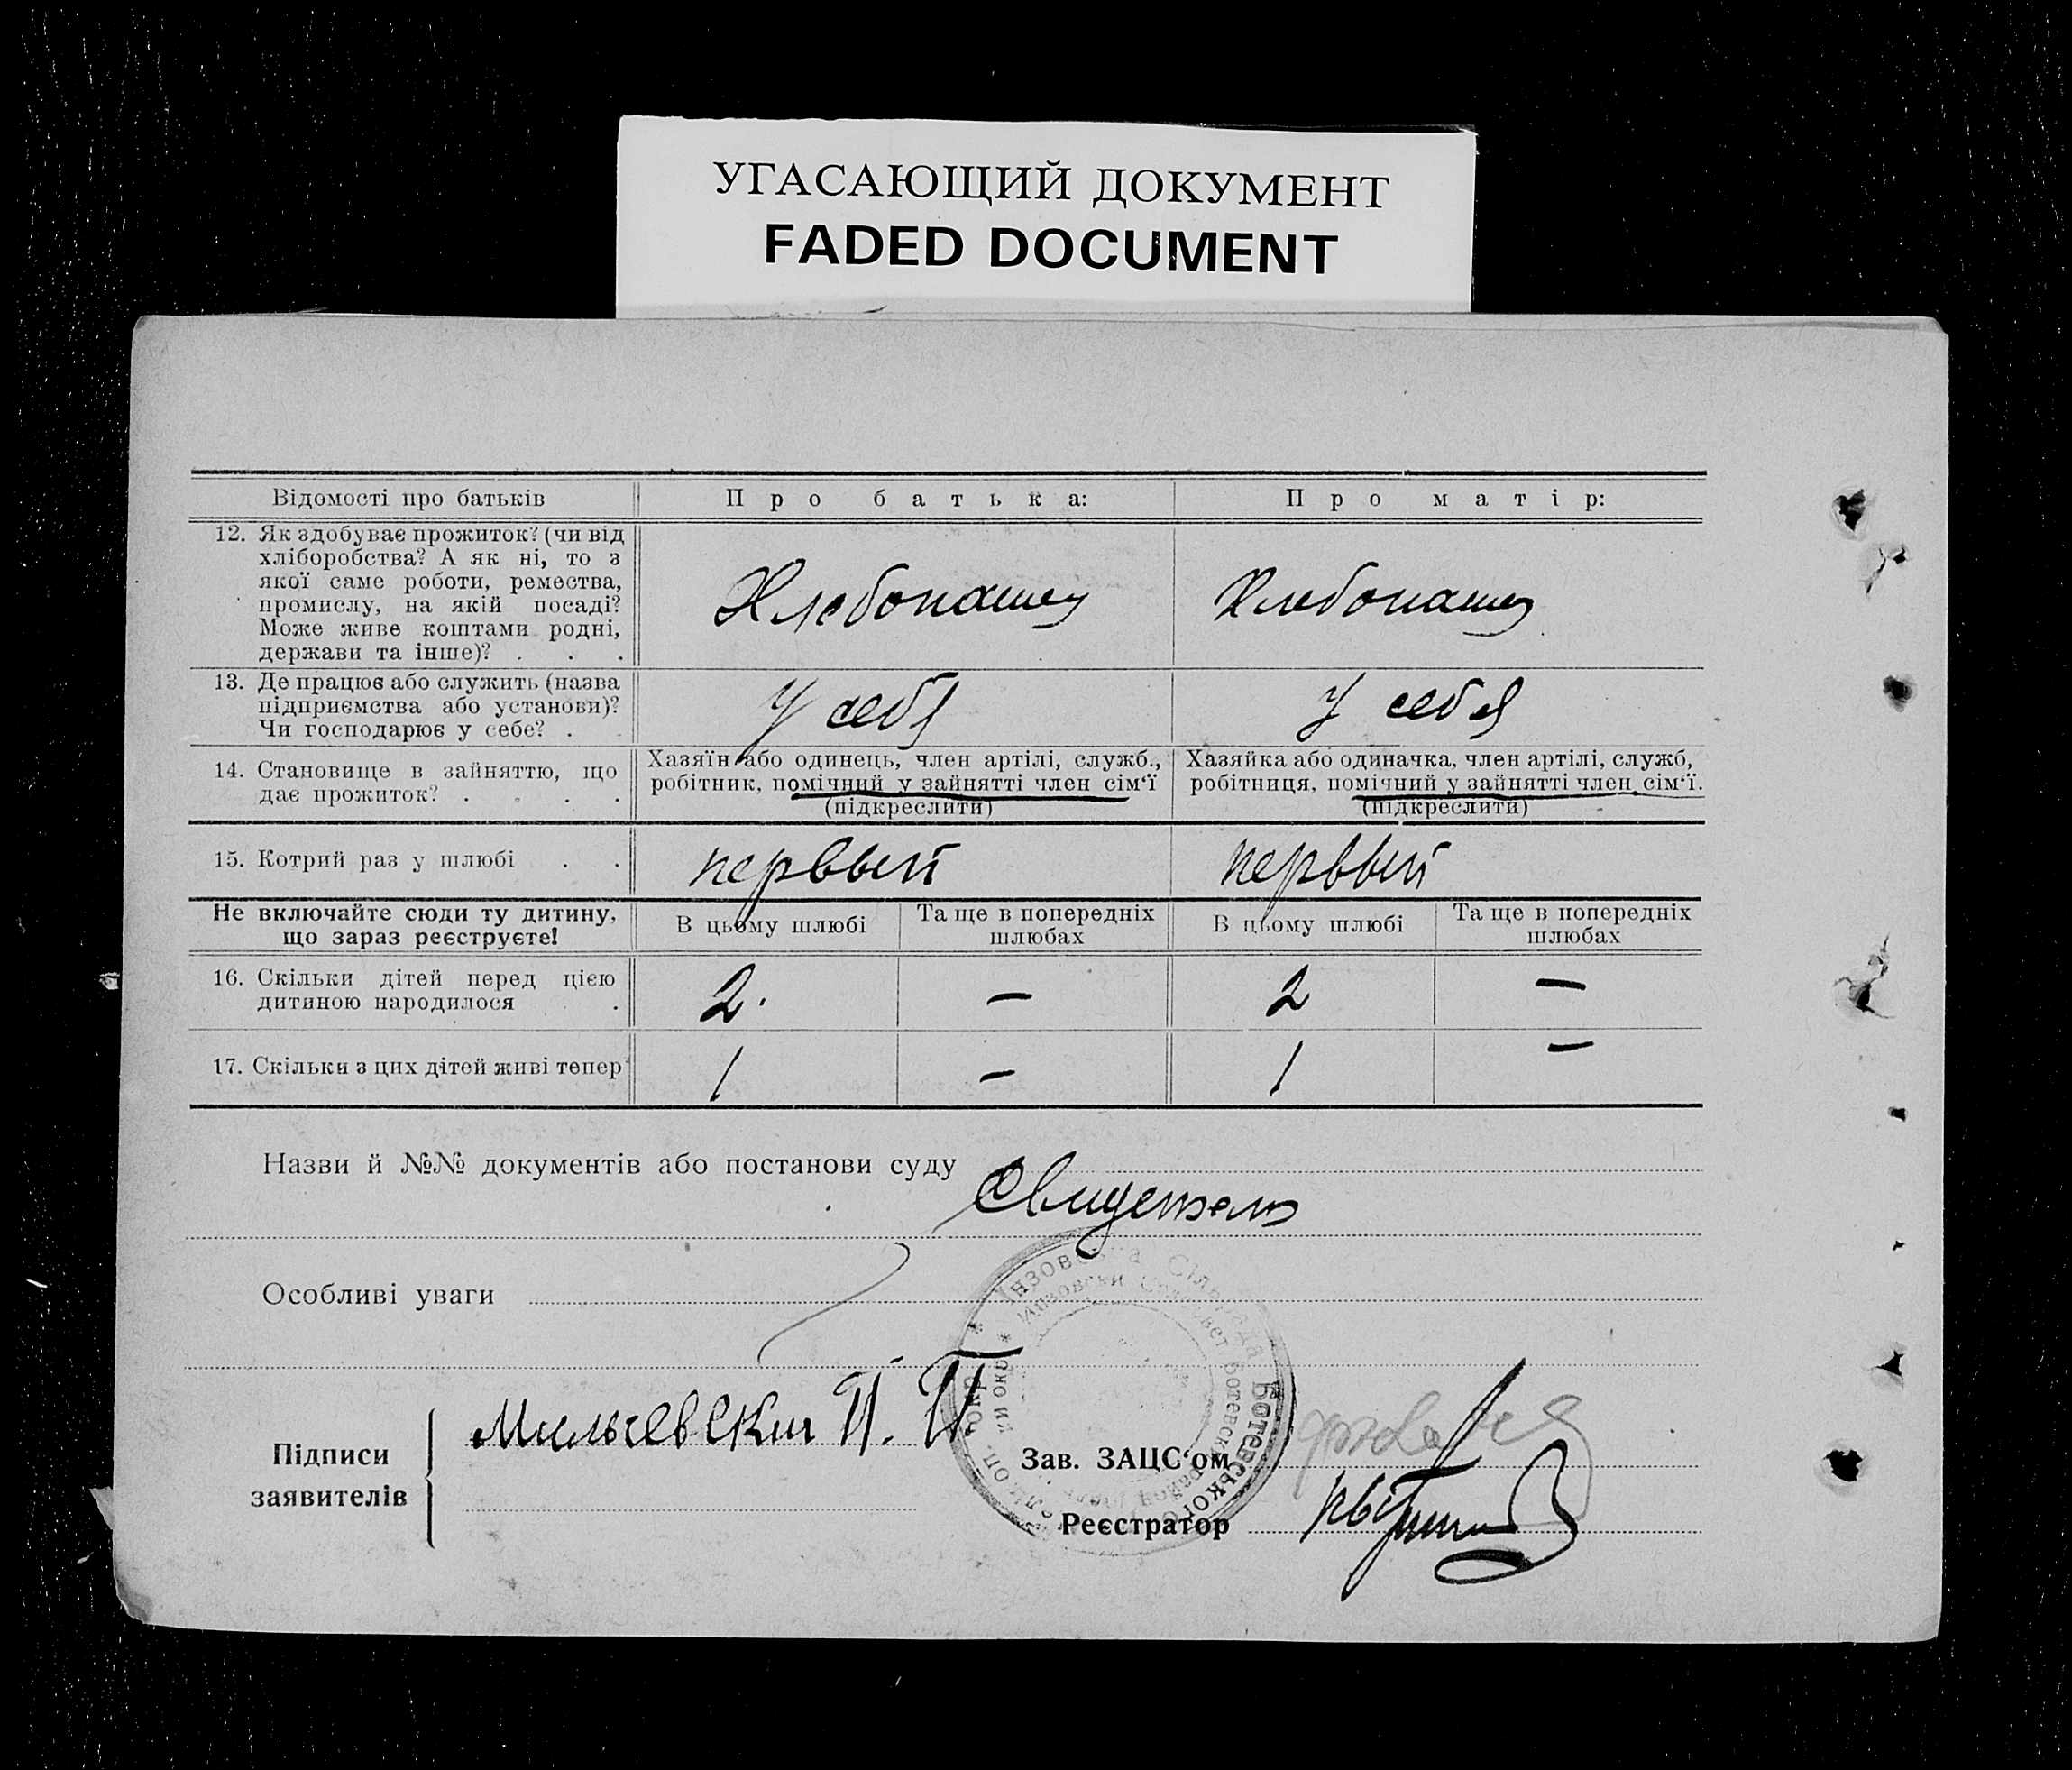 УГАСАЮЩИЙ ДОКУМЕНТ
FADED DOCUMENT
Відомості про батьків
Про батька:
Про матір:
12. Як здобуває прожиток? (чи від
хліборобства? А як ні, то з
якої саме роботи, ремества,
промислу, на якій посаді?
Може живе коштами родні,
держави та інше)? . . .
Хлебопашец
Хлебопашец
13. Де працює або служить (назва
підприємства або установи)?
Чи господарює у себе? .
У себя
У себя
14. Становище в зайняттю, що
дає прожиток? . . . .
Хазяїн або одинець, член артілі, служб.,
робітник, помічний у зайнятті член сім‘ї
(підкреслити)
Хазяйка або одиначка, член артілі, служб,
робітниця, помічний у зайнятті член сім‘ї.
(підкреслити)
15. Котрий раз у шлюбі . .
первый
первый
Не включайте сюди ту дитину,
що зараз реєструєте!
В цьому шлюбі
Та ще в попередніх
шлюбах
В цьому шлюбі
Та ще в попередніх
шлюбах
16. Скільки дітей перед цією
дитиною народилося .
2. — 2 —
17. Скільки з цих дітей живі тепер
1 — 1 —
Назви й №№ документів або постанови суду
Свидетель
Особливі уваги
Підписи
заявителів
Мильчевский П. П.
Зав. ЗАЦС‘ом
Реєстратор